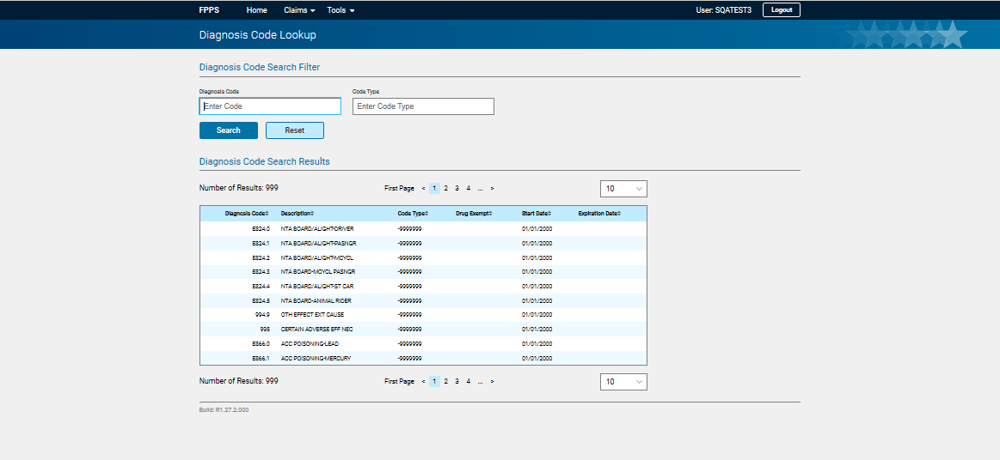 FPPS Home Claims Tools User: SQATEST3 Logout
Diagnosis Code Lookup
Diagnosis Code Search Filter
Diagnosis Code Code Type
Enter Code Enter Code Type
Search Reset
Diagnosis Code Search Results
Number of Results: 999 First Page < 1 2 3 4 ... > 10
Diagnosis Code Description Code Type Drug Exempt Start Date Expiration Date
E824.0 NTA BOARD/ALIGHT-DRIVER -9999999 01/01/2000
E824.1 NTA BOARD/ALIGHT-PASNGR -9999999 01/01/2000
E824.2 NTA BOARD/ALIGHT-MCYCL -9999999 01/01/2000
E824.3 NTA BOARD-MCYCL PASNGR -9999999 01/01/2000
E824.4 NTA BOARD/ALIGHT-ST CAR -9999999 01/01/2000
E824.5 NTA BOARD-ANIMAL RIDER -9999999 01/01/2000
994.9 OTH EFFECT EXT CAUSE -9999999 01/01/2000
995 CERTAIN ADVERSE EFF NEC -9999999 01/01/2000
E866.0 ACC POISONING-LEAD -9999999 01/01/2000
E866.1 ACC POISONING-MERCURY -9999999 01/01/2000
Number of Results: 999 First Page < 1 2 3 4 ... > 10
Build: R1.27.2.000